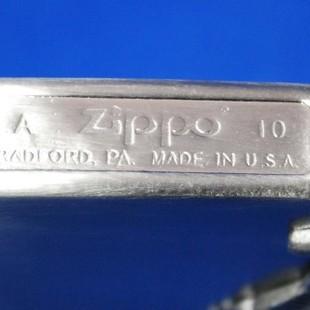 A Zippo® 10
RADFORD, PA. MADE IN U.S.A.